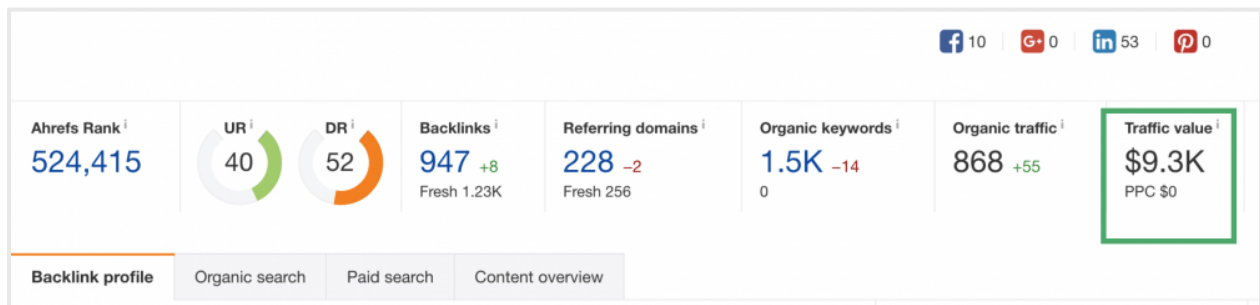 10 0 53 0
Ahrefs Rank UR DR Backlinks Referring domains Organic keywords Organic traffic Traffic value
524,415 40 52 947 +8 228 −2 1.5K −14 868 +55 $9.3K
Fresh 1.23K Fresh 256 0 PPC $0
Backlink profile Organic search Paid search Content overview